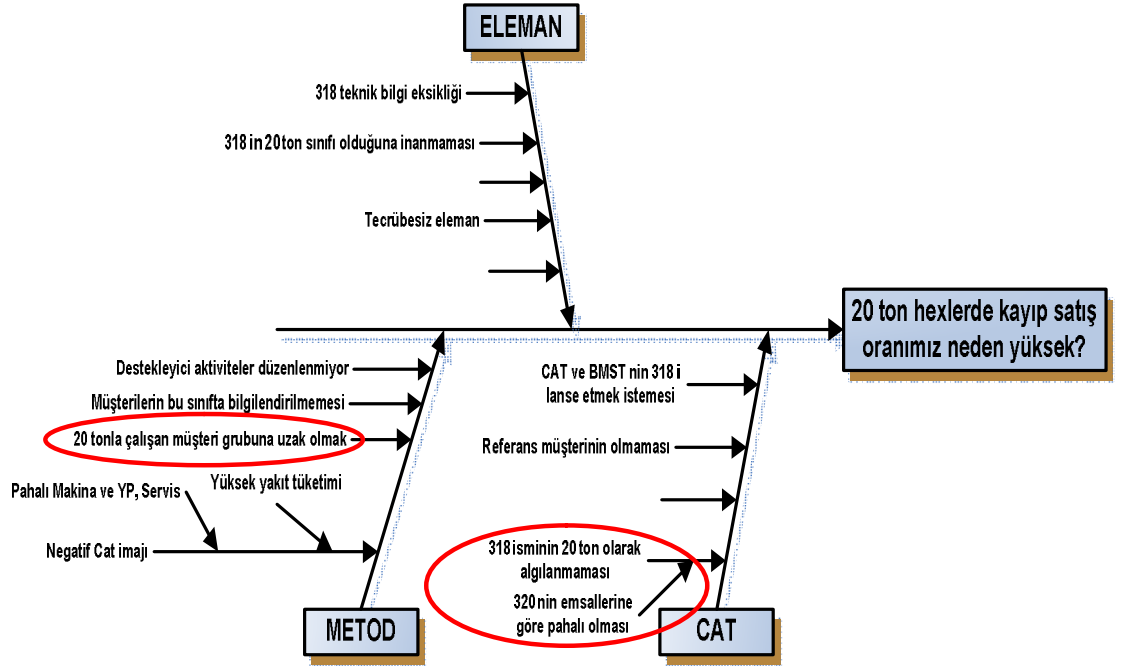 ELEMAN
318 teknik bilgi eksikliği
318 in 20 ton sınıfı olduğuna inanmaması
Tecrübesiz eleman
20 ton hexlerde kayıp satış
oranımız neden yüksek?
Destekleyici aktiviteler düzenlenmiyor
Müşterilerin bu sınıfta bilgilendirilmemesi
20 tonla çalışan müşteri grubuna uzak olmak
Pahalı Makina ve YP, Servis
Yüksek yakıt tüketimi
Negatif Cat imajı
METOD
CAT ve BMST nin 318 i
lanse etmek istemesi
Referans müşterinin olmaması
318 isminin 20 ton olarak
algılanmaması
320 nin emsallerine
göre pahalı olması
CAT